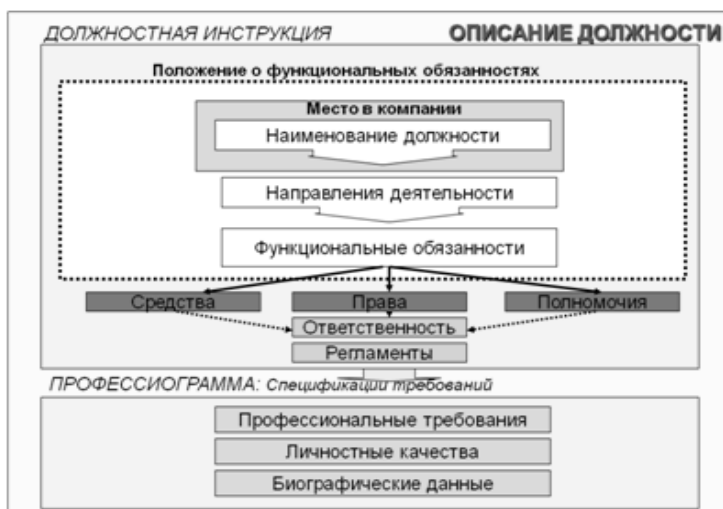 ДОЛЖНОСТНАЯ ИНСТРУКЦИЯ
ОПИСАНИЕ ДОЛЖНОСТИ
Положение о функциональных обязанностях
Место в компании
Наименование должности
Направления деятельности
Функциональные обязанности
Средства
Права
Полномочия
Ответственность
Регламенты
ПРОФЕССИОГРАММА: Спецификации требований
Профессиональные требования
Личностные качества
Биографические данные